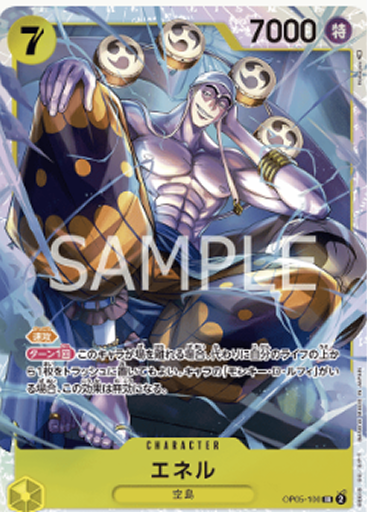 7
7000
特
SAMPLE
速攻
ターン1回 このキャラが場を離れる場合、代わりに自分のライフの上か
ら1枚をトラッシュに置いてもよい。キャラの「モンキー・D・ルフィ」がい
る場合、この効果は無効になる。
CHARACTER
エネル
空島
OP05-100 SR 2